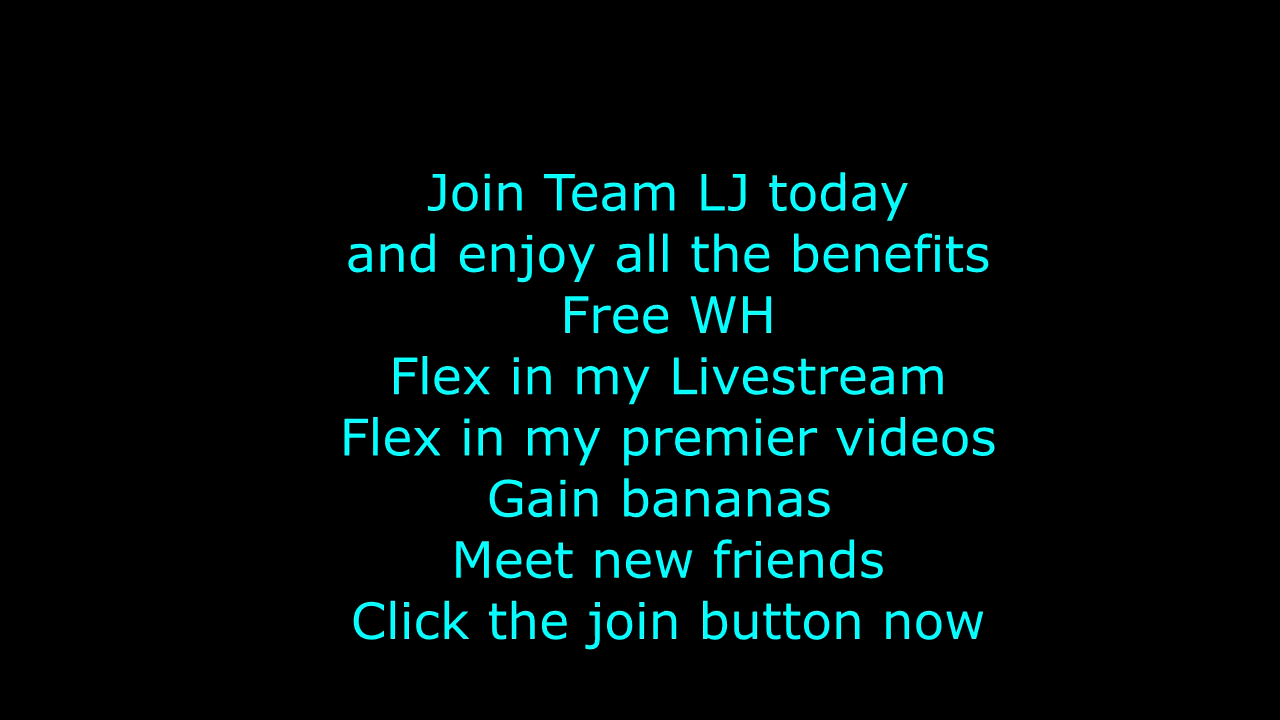 Join Team LJ today
and enjoy all the benefits
Free WH
Flex in my Livestream
Flex in my premier videos
Gain bananas
Meet new friends
Click the join button now